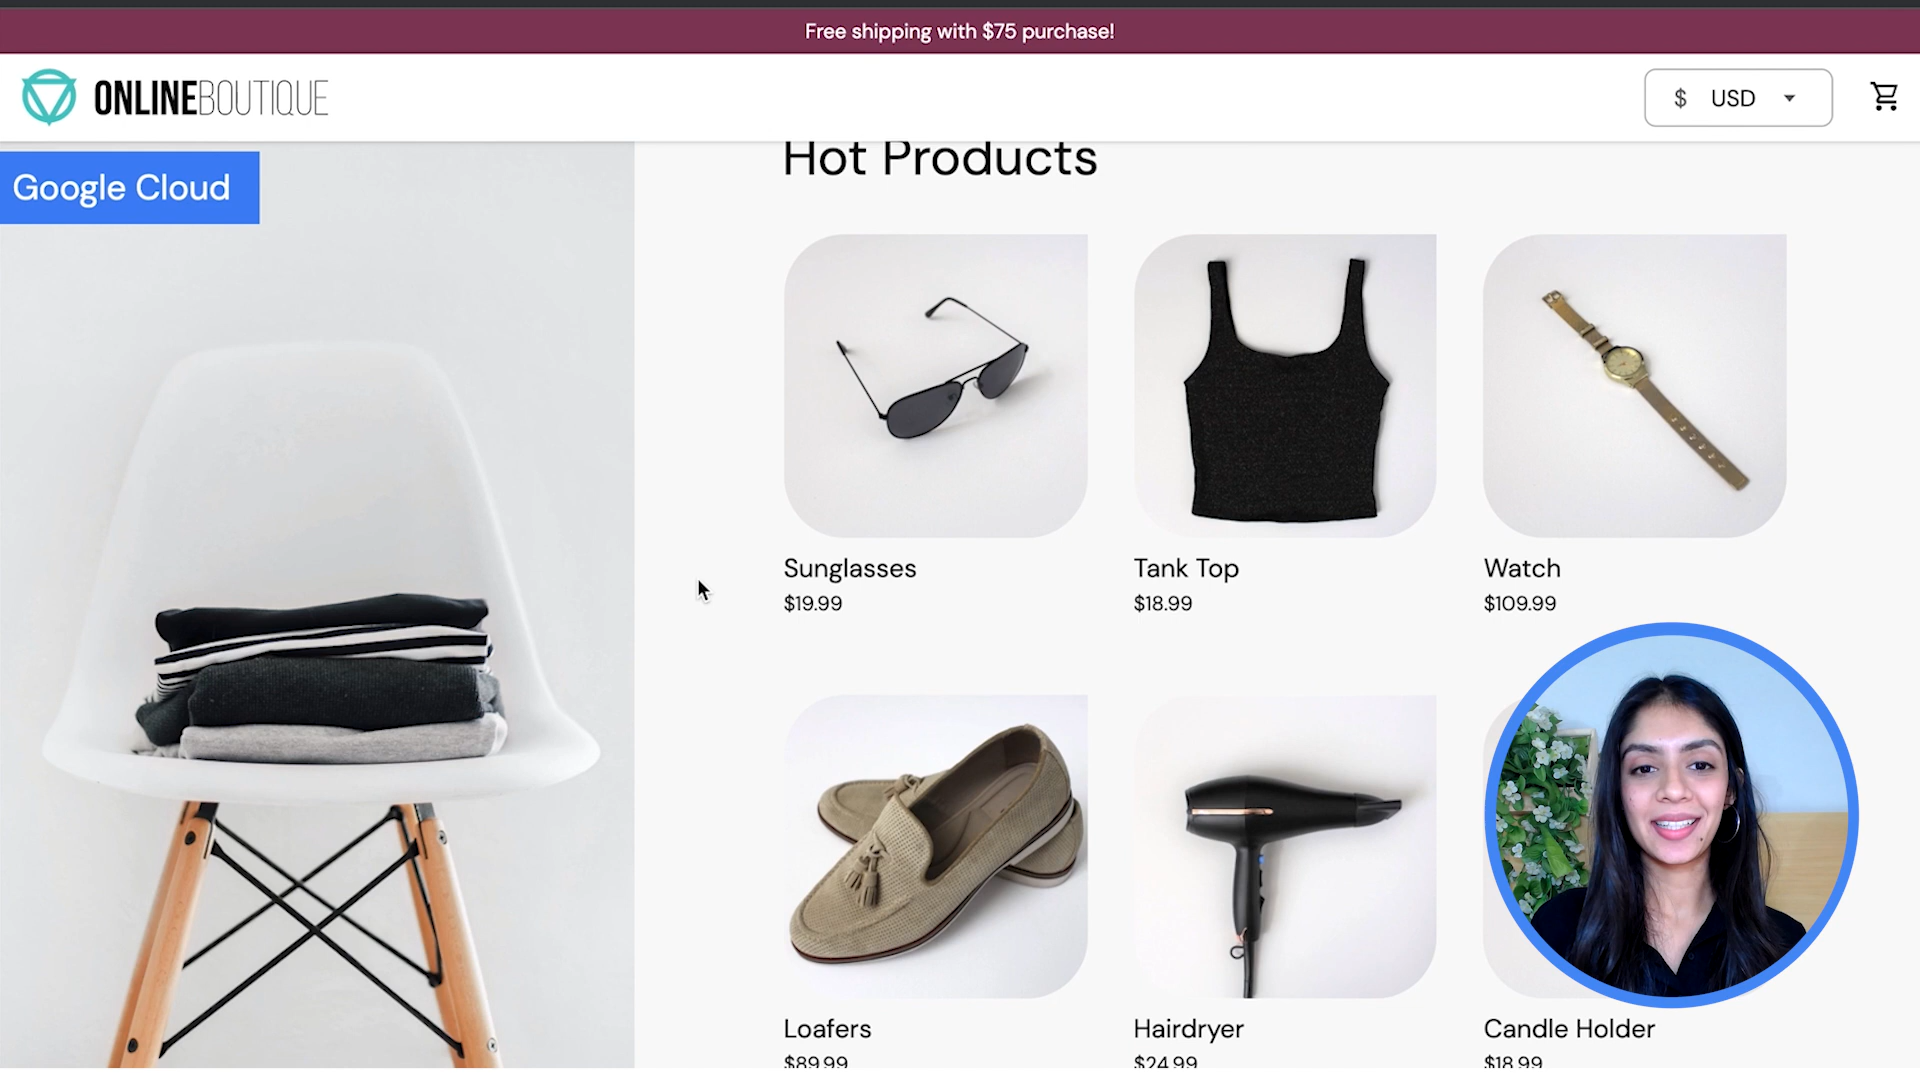 Free shipping with $75 purchase!
ONLINEBOUTIQUE
$ USD
Google Cloud
Hot Products
Sunglasses
$19.99
Tank Top
$18.99
Watch
$109.99
Loafers
$89.99
Hairdryer
$24.99
Candle Holder
$18.99